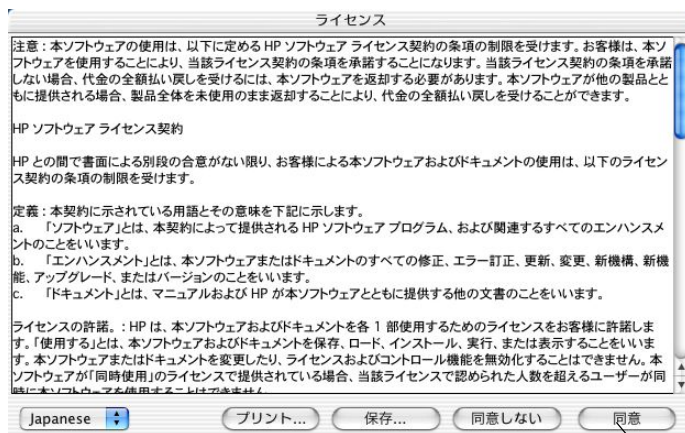 ライセンス
注意：本ソフトウェアの使用は、以下に定める HP ソフトウェア ライセンス契約の条項の制限を受けます。お客様は、本ソ
フトウェアを使用することにより、当該ライセンス契約の条項を承諾することになります。当該ライセンス契約の条項を承諾
しない場合、代金の全額払い戻しを受けるには、本ソフトウェアを返却する必要があります。本ソフトウェアが他の製品とと
もに提供される場合、製品全体を未使用のまま返却することにより、代金の全額払い戻しを受けることができます。
HP ソフトウェア ライセンス契約
HP との間で書面による別段の合意がない限り、お客様による本ソフトウェアおよびドキュメントの使用は、以下のライセン
ス契約の条項の制限を受けます。
定義：本契約に示されている用語とその意味を下記に示します。
a. 「ソフトウェア」とは、本契約によって提供される HP ソフトウェア プログラム、および関連するすべてのエンハンスメ
ントのことをいいます。
b. 「エンハンスメント」とは、本ソフトウェアまたはドキュメントのすべての修正、エラー訂正、更新、変更、新機構、新機
能、アップグレード、またはバージョンのことをいいます。
c. 「ドキュメント」とは、マニュアルおよび HP が本ソフトウェアとともに提供する他の文書のことをいいます。
ライセンスの許諾。：HP は、本ソフトウェアおよびドキュメントを各 1 部使用するためのライセンスをお客様に許諾しま
す。「使用する」とは、本ソフトウェアおよびドキュメントを保存、ロード、インストール、実行、または表示することをいいま
す。本ソフトウェアまたはドキュメントを変更したり、ライセンスおよびコントロール機能を無効化することはできません。本
ソフトウェアが「同時使用」のライセンスで提供されている場合、当該ライセンスで認められた人数を超えるユーザーが同
時に本ソフトウェアを使用することはできません。
Japanese
プリント...
保存...
同意しない
同意